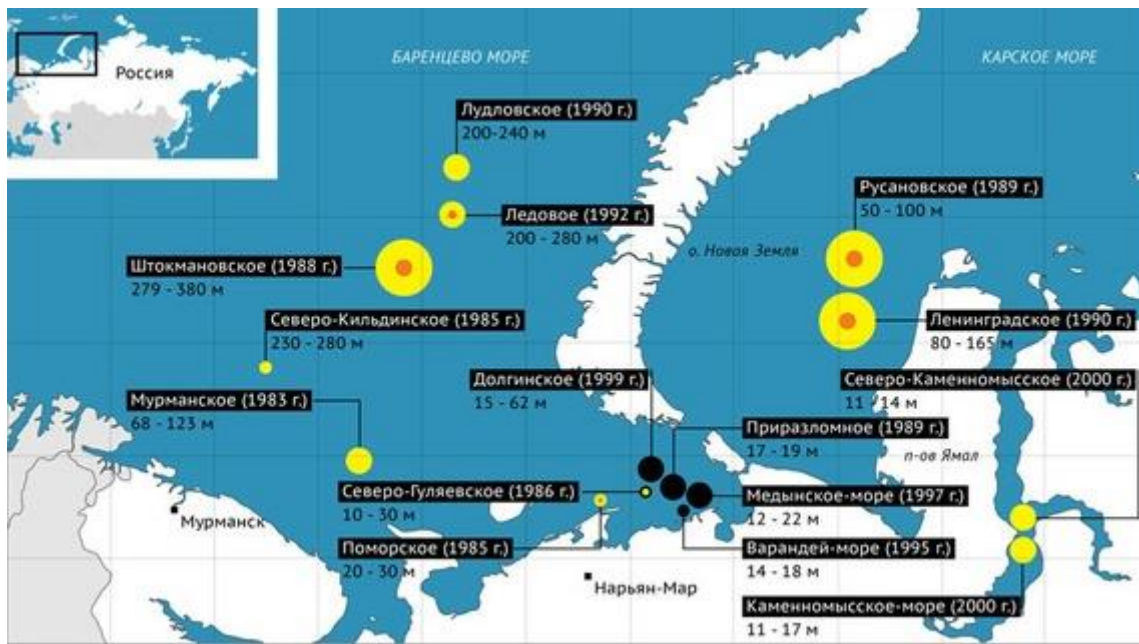 БАРЕНЦЕВО МОРЕ
КАРСКОЕ МОРЕ
Россия
Лудловское (1990 г.)
200-240 м
Русановское (1989 г.)
50 - 100 м
Ледовое (1992 г.)
200 - 280 м
о. Новая Земля
Штокмановское (1988 г.)
279 - 380 м
Северо-Кильдинское (1985 г.)
230 - 280 м
Ленинградское (1990 г.)
80 - 165 м
Долгинское (1999 г.)
15 - 62 м
Северо-Каменномысское (2000 г.)
11 - 14 м
Мурманское (1983 г.)
68 - 123 м
Приразломное (1989 г.)
17 - 19 м
п-ов Ямал
Северо-Гуляевское (1986 г.)
10 - 30 м
Медынское-море (1997 г.)
12 - 22 м
Мурманск
Поморское (1985 г.)
20 - 30 м
Варандей-море (1995 г.)
14 - 18 м
Нарьян-Мар
Каменномысское-море (2000 г.)
11 - 17 м